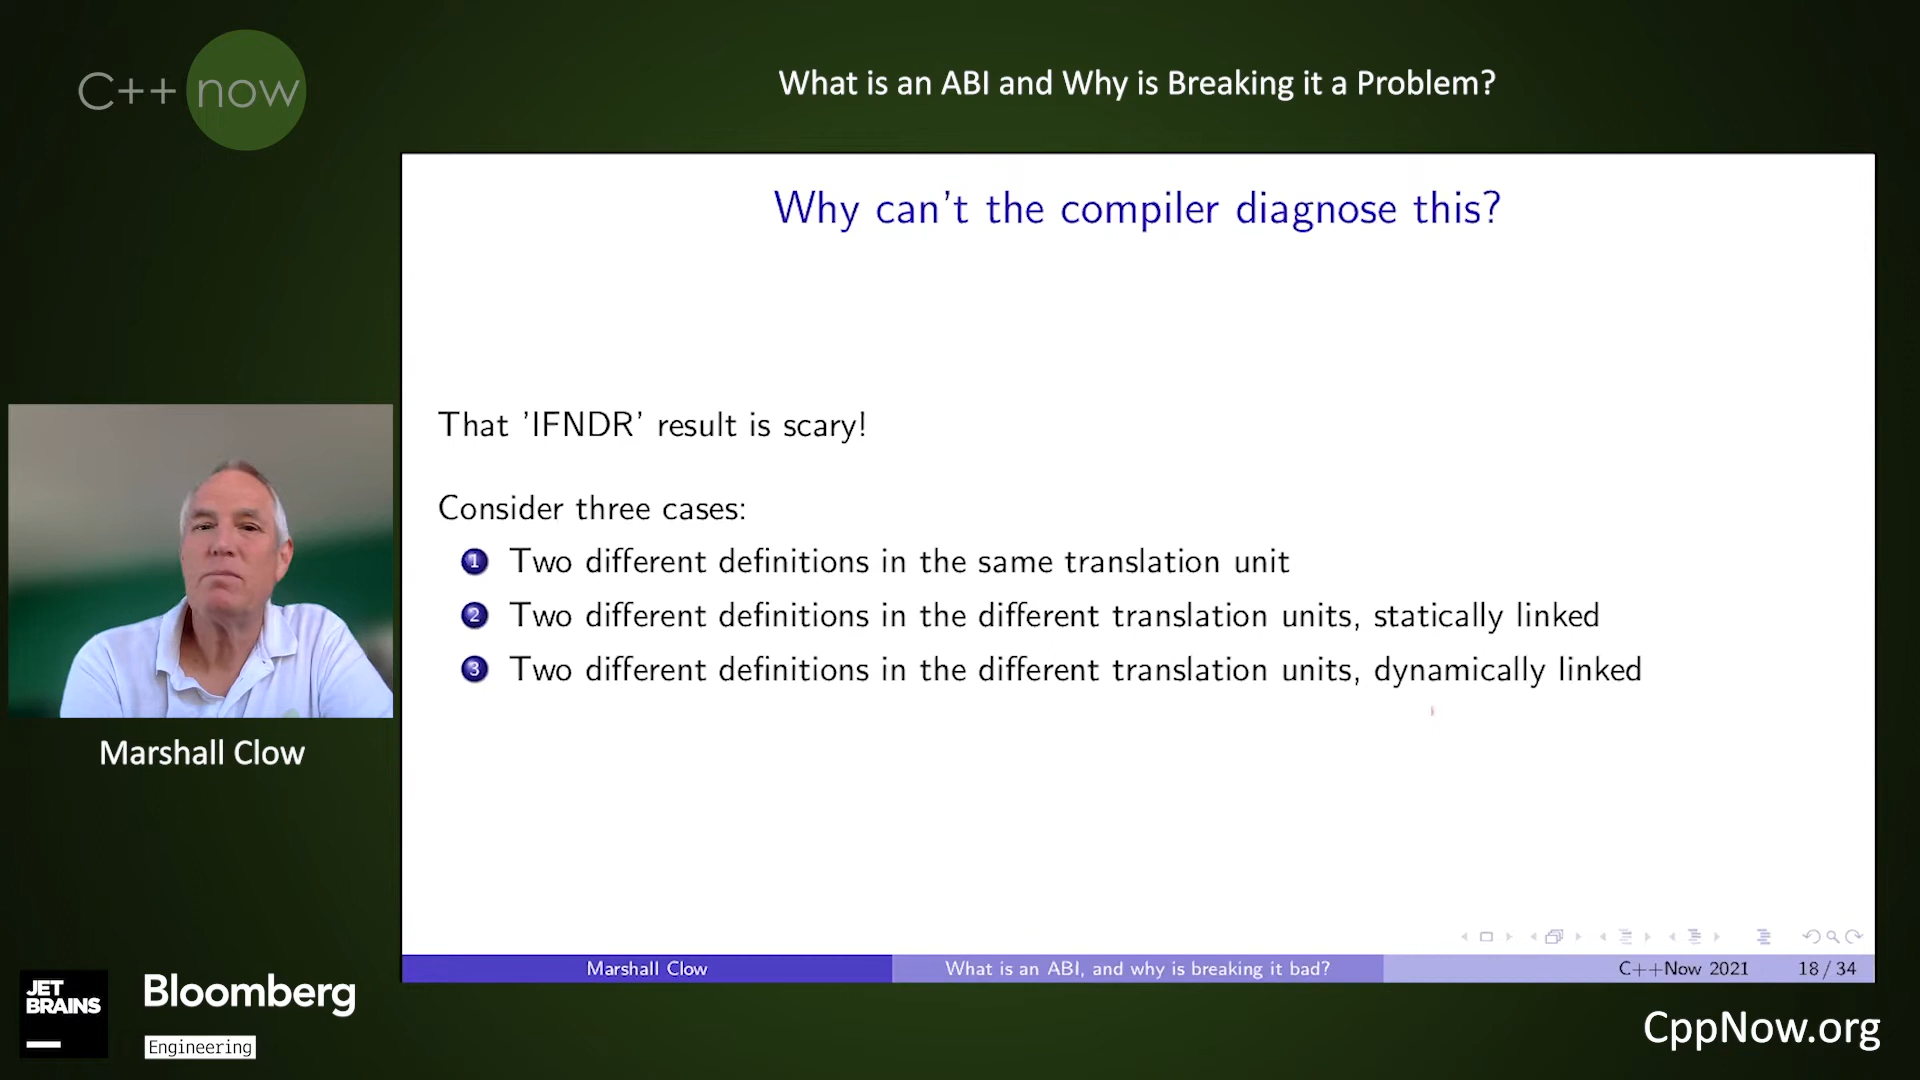 C++ now
What is an ABI and Why is Breaking it a Problem?
Why can't the compiler diagnose this?
That 'IFNDR' result is scary!
Consider three cases:
1 Two different definitions in the same translation unit
2 Two different definitions in the different translation units, statically linked
3 Two different definitions in the different translation units, dynamically linked
Marshall Clow
Marshall Clow
What is an ABI, and why is breaking it bad?
C++Now 2021
18 / 34
JET
BRAINS
Bloomberg
Engineering
CppNow.org